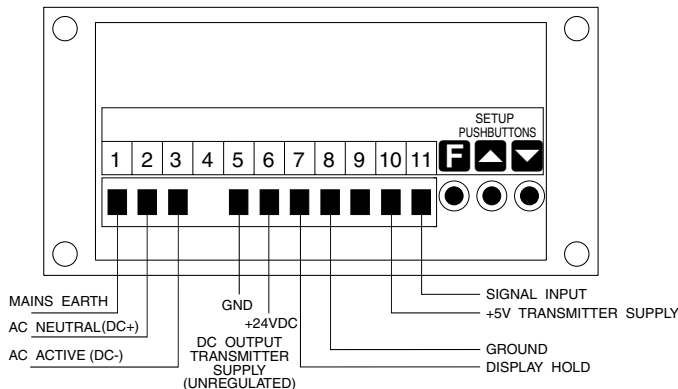 SETUP
PUSHBUTTONS
1 2 3 4 5 6 7 8 9 10 11 F
MAINS EARTH
AC NEUTRAL(DC+)
AC ACTIVE (DC-)
GND
+24VDC
DC OUTPUT
TRANSMITTER
SUPPLY
(UNREGULATED)
SIGNAL INPUT
+5V TRANSMITTER SUPPLY
GROUND
DISPLAY HOLD